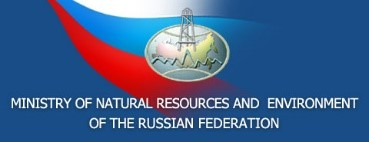 MINISTRY OF NATURAL RESOURCES AND ENVIRONMENT
OF THE RUSSIAN FEDERATION